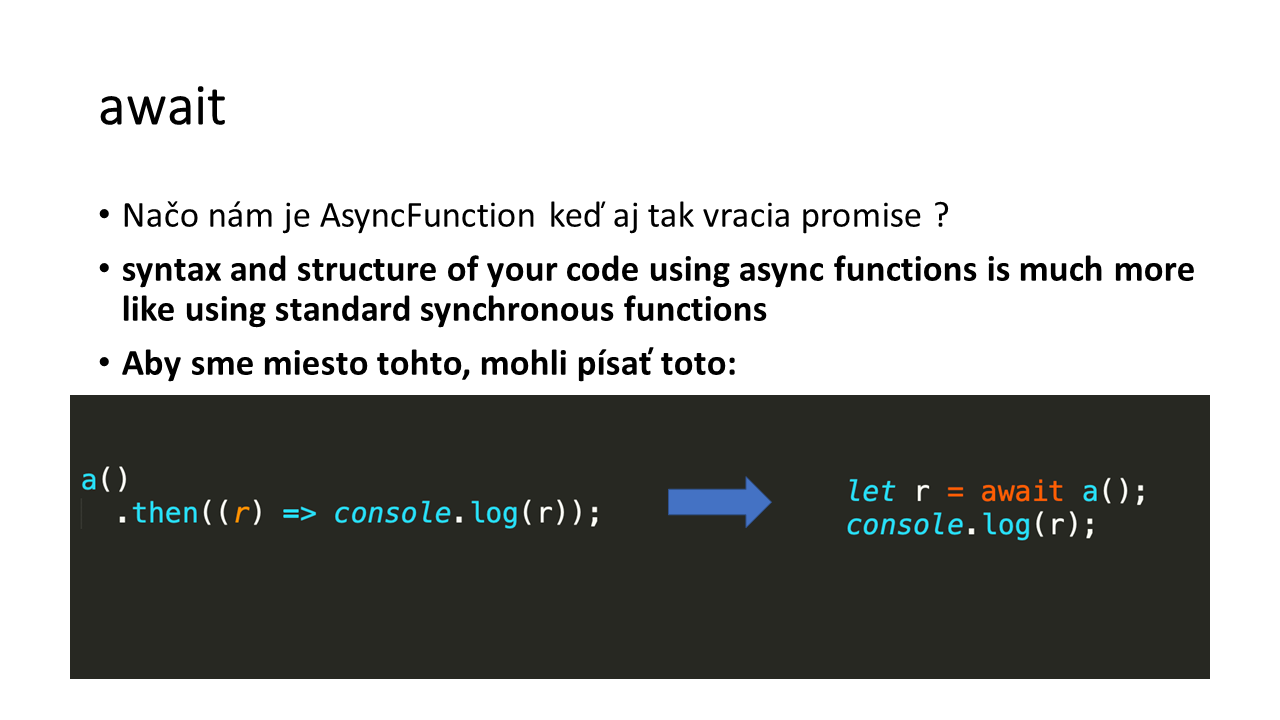 await
• Načo nám je AsyncFunction keď aj tak vracia promise ?
• syntax and structure of your code using async functions is much more
like using standard synchronous functions
• Aby sme miesto tohto, mohli písať toto:
a()
.then((r) => console.log(r));
let r = await a();
console.log(r);